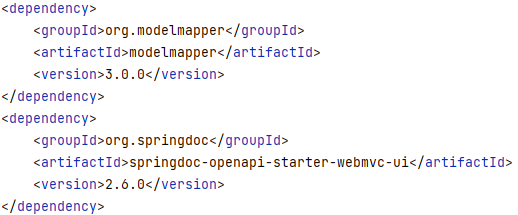 <dependency>
    <groupId>org.modelmapper</groupId>
    <artifactId>modelmapper</artifactId>
    <version>3.0.0</version>
</dependency>
<dependency>
    <groupId>org.springdoc</groupId>
    <artifactId>springdoc-openapi-starter-webmvc-ui</artifactId>
    <version>2.6.0</version>
</dependency>